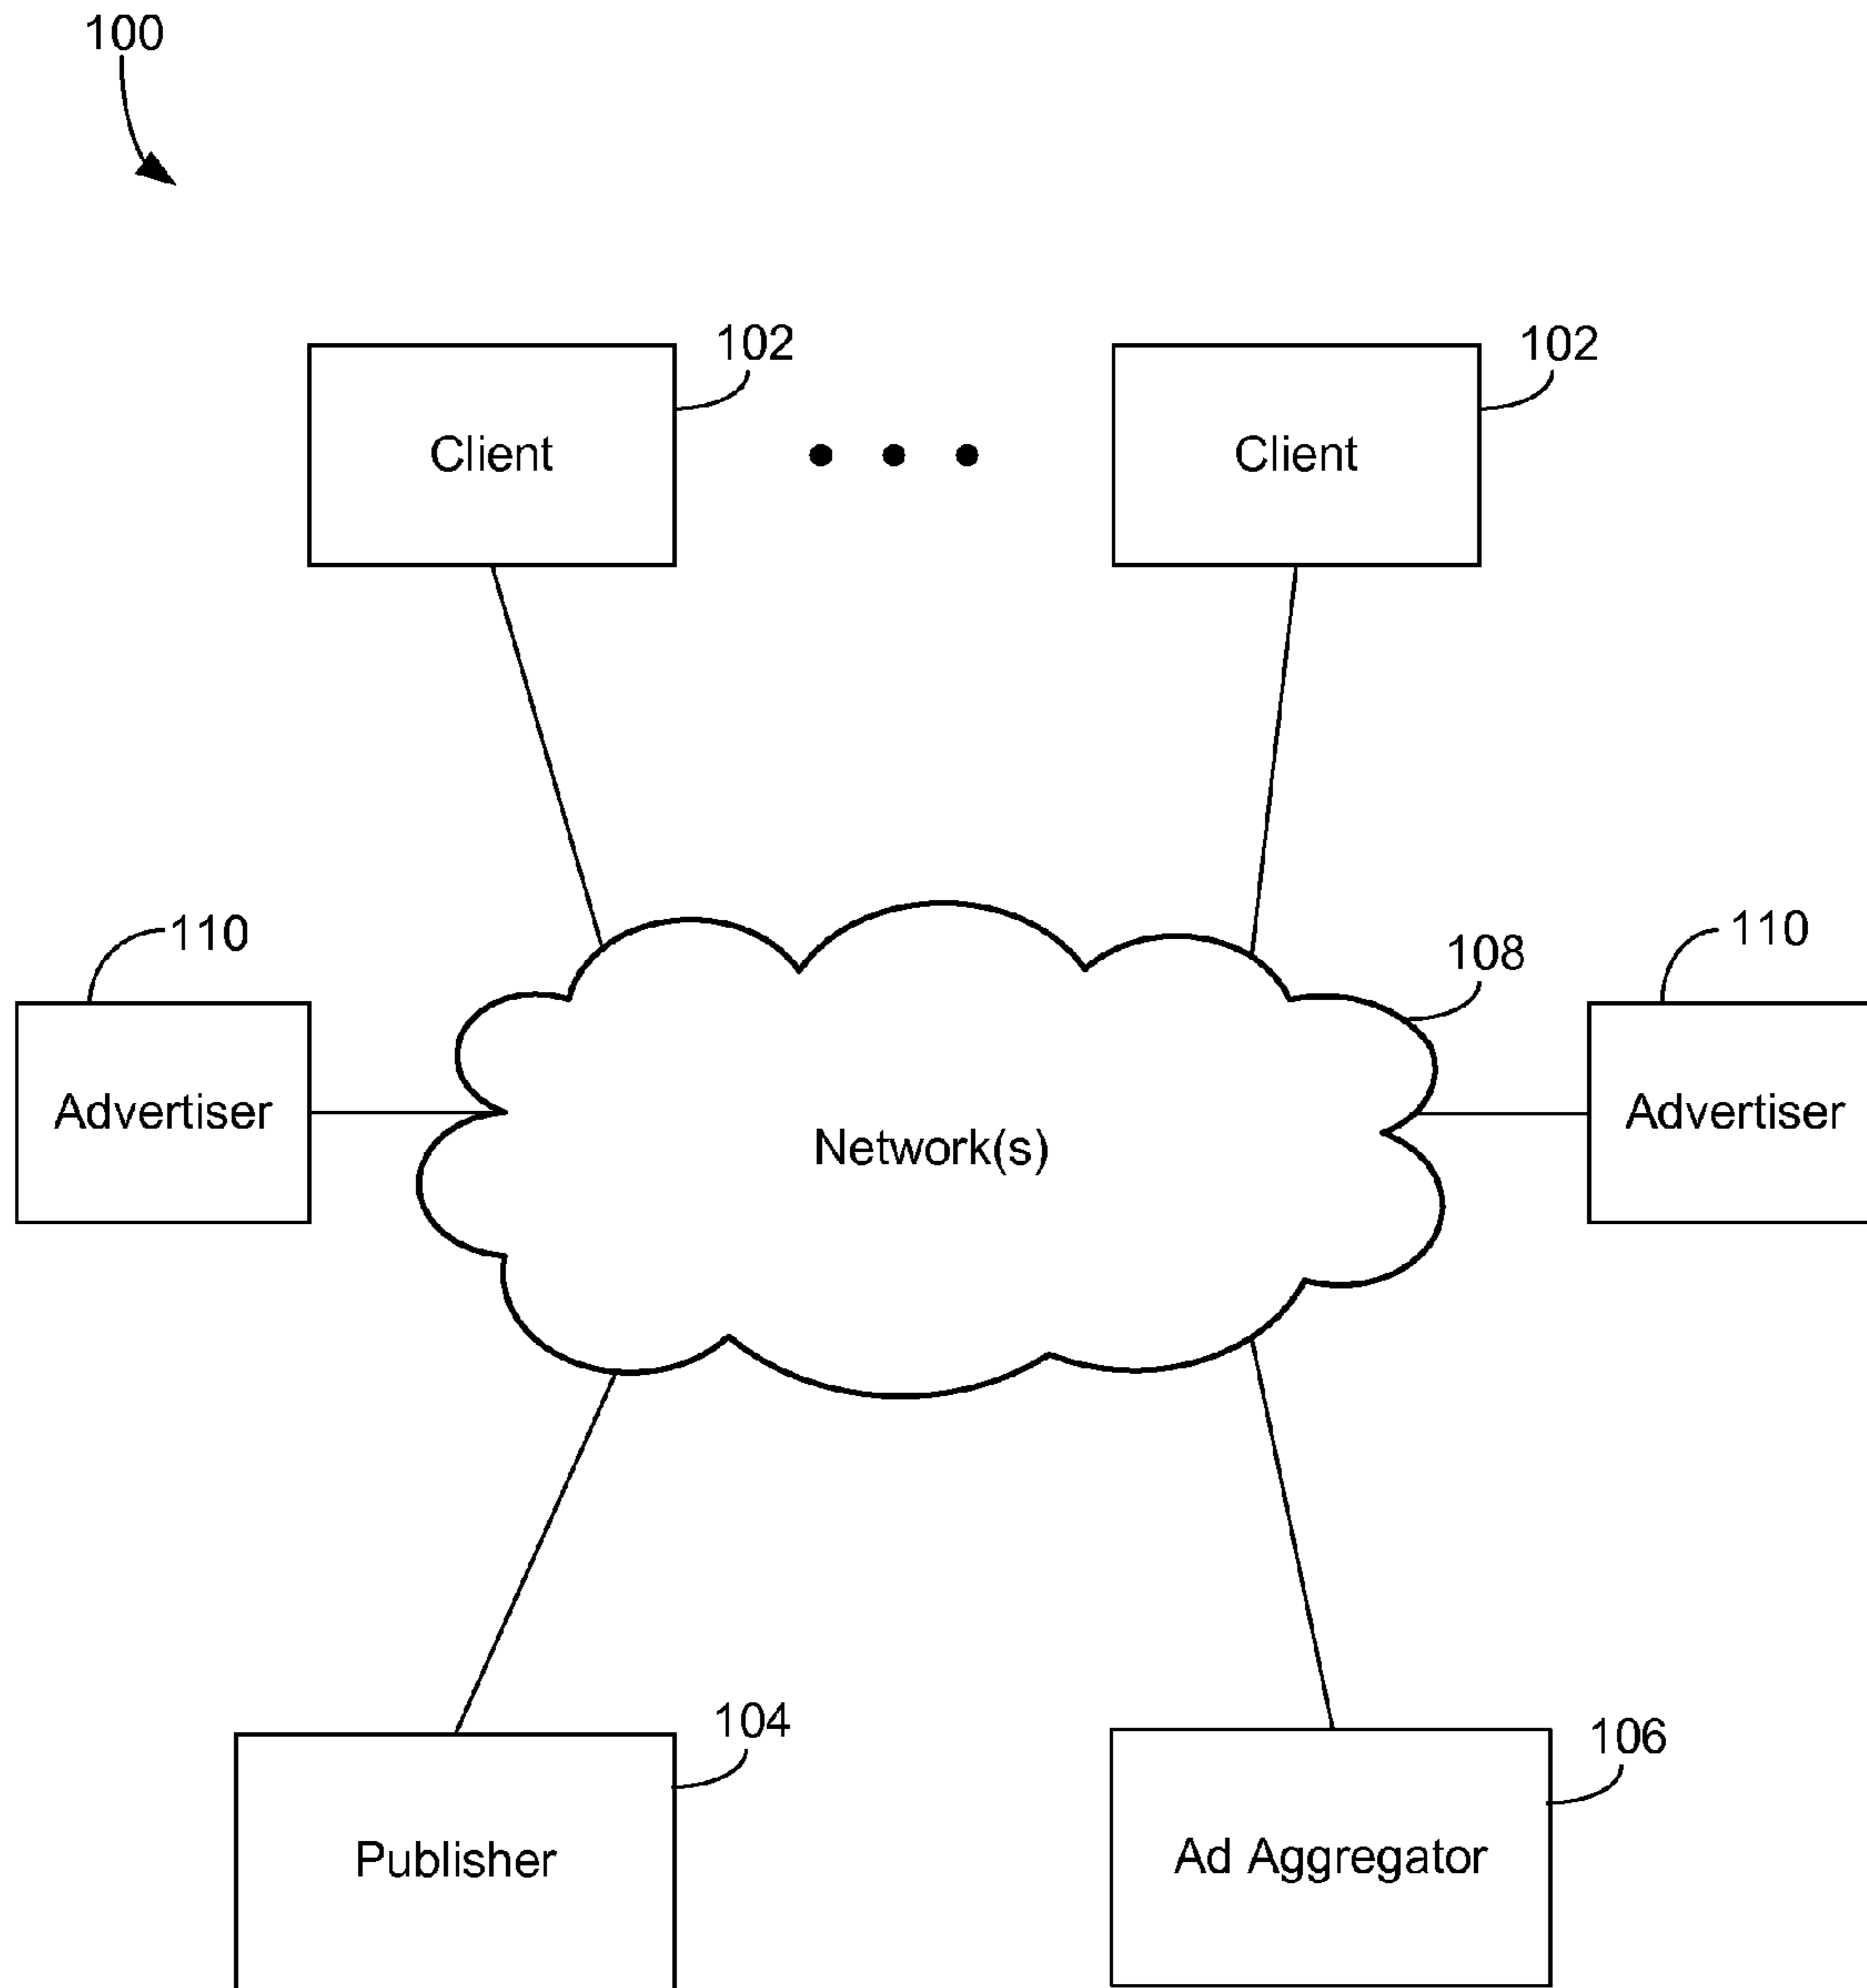 100
102
102
Client
Client
110
110
108
Advertiser
Advertiser
Network(s)
104
106
Publisher
Ad Aggregator